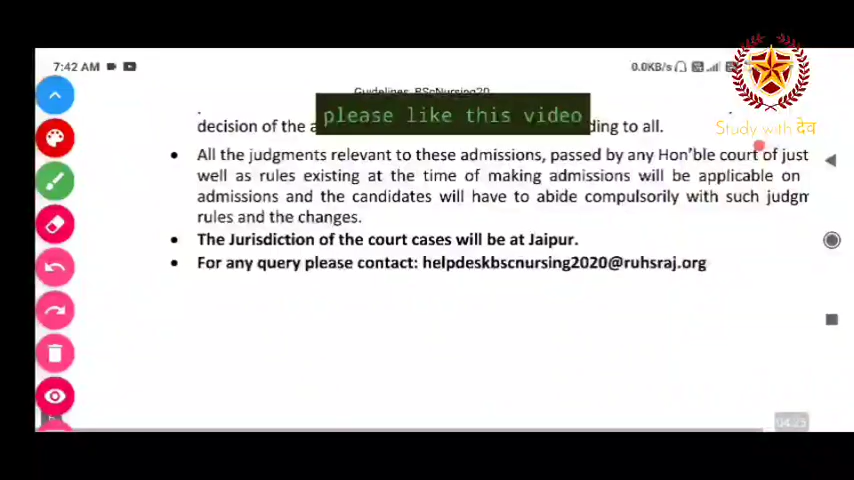 7:42 AM
0.0KB/s
Guidelines_BScNursing20
please like this video
Study with देव
decision of the
ding to all.
All the judgments relevant to these admissions, passed by any Hon'ble court of just
well as rules existing at the time of making admissions will be applicable on
admissions and the candidates will have to abide compulsorily with such judgm
rules and the changes.
The Jurisdiction of the court cases will be at Jaipur.
For any query please contact: helpdeskbscnursing2020@ruhsraj.org
04:23